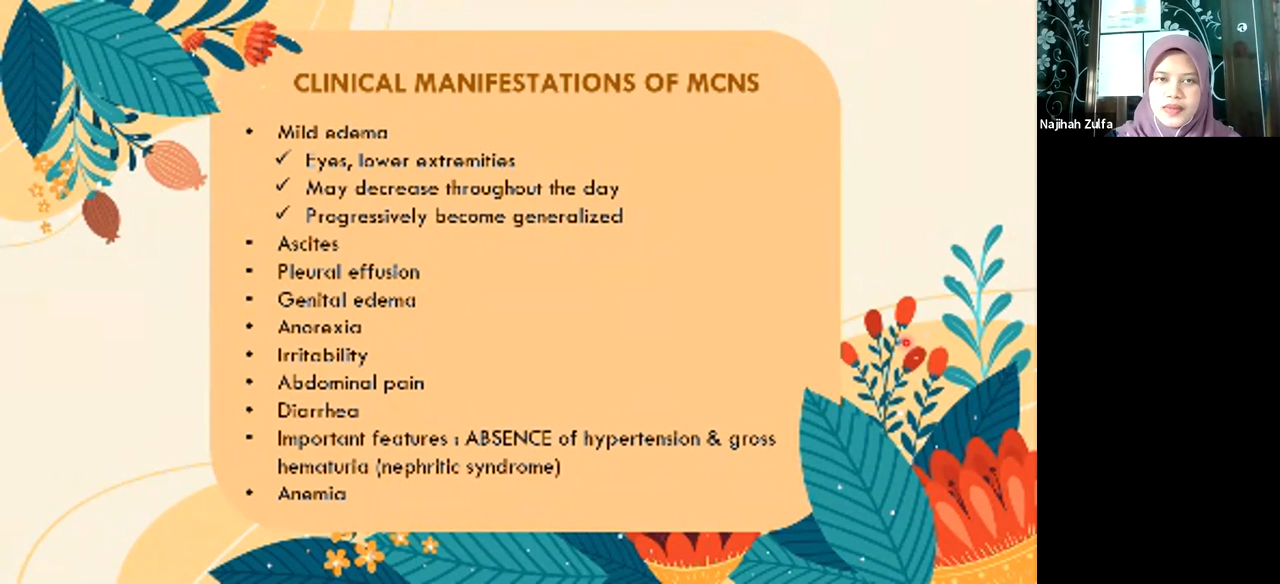 CLINICAL MANIFESTATIONS OF MCNS
• Mild edema
✓ Eyes, lower extremities
✓ May decrease throughout the day
✓ Progressively become generalized
• Ascites
• Pleural effusion
• Genital edema
• Anorexia
• Irritability
• Abdominal pain
• Diarrhea
• Important features : ABSENCE of hypertension & gross
hematuria (nephritic syndrome)
• Anemia
Najihah Zulfa